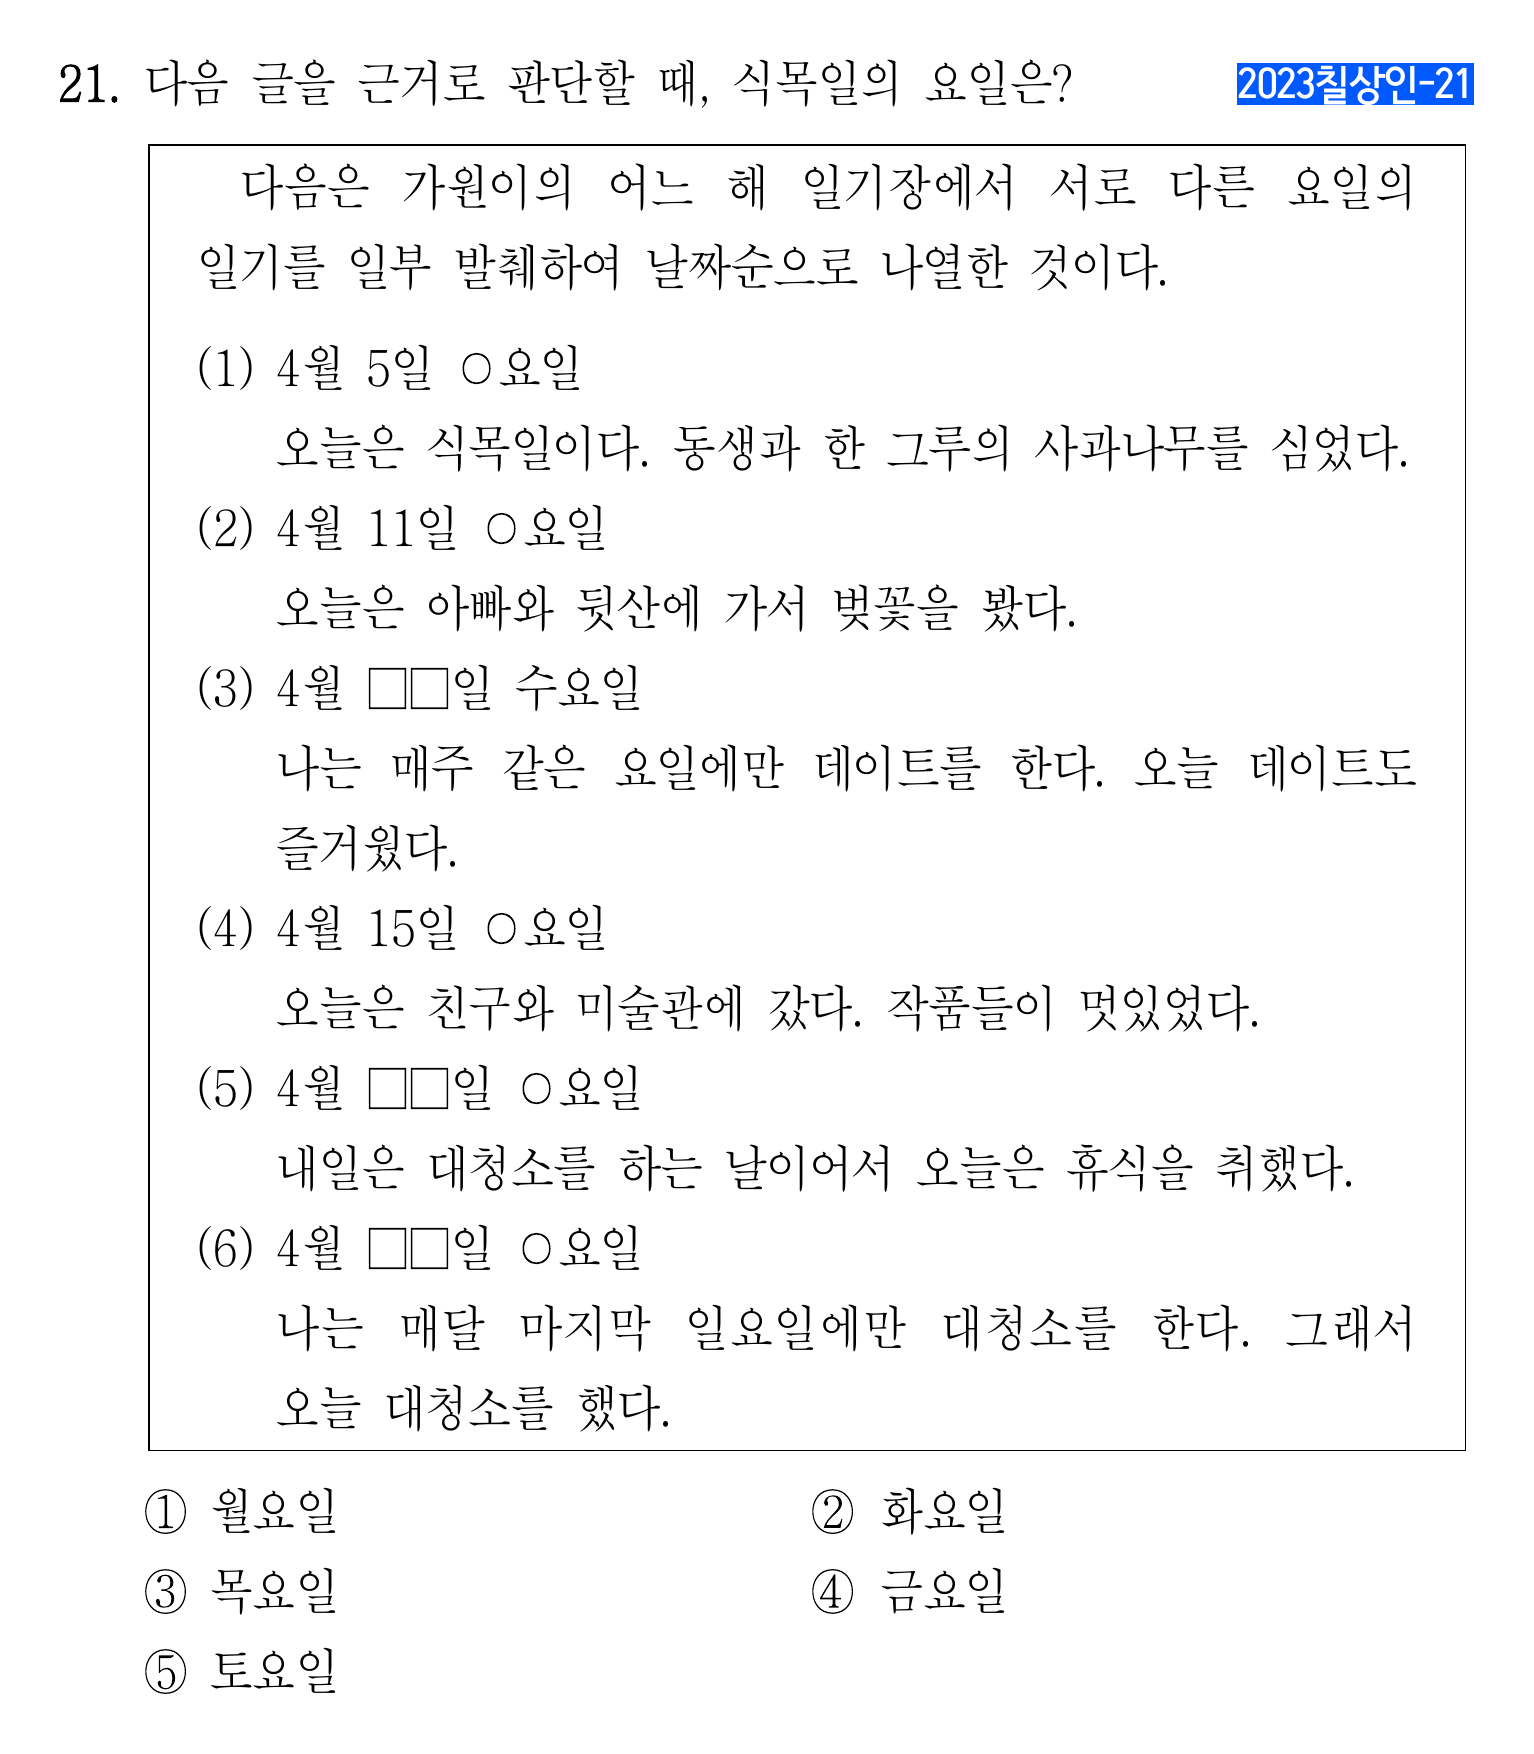 21. 다음 글을 근거로 판단할 때, 식목일의 요일은?
2023칠상인-21
다음은 가원이의 어느 해 일기장에서 서로 다른 요일의
일기를 일부 발췌하여 날짜순으로 나열한 것이다.
(1) 4월 5일 ○요일
오늘은 식목일이다. 동생과 한 그루의 사과나무를 심었다.
(2) 4월 11일 ○요일
오늘은 아빠와 뒷산에 가서 벚꽃을 봤다.
(3) 4월 □□일 수요일
나는 매주 같은 요일에만 데이트를 한다. 오늘 데이트도
즐거웠다.
(4) 4월 15일 ○요일
오늘은 친구와 미술관에 갔다. 작품들이 멋있었다.
(5) 4월 □□일 ○요일
내일은 대청소를 하는 날이어서 오늘은 휴식을 취했다.
(6) 4월 □□일 ○요일
나는 매달 마지막 일요일에만 대청소를 한다. 그래서
오늘 대청소를 했다.
① 월요일 ② 화요일
③ 목요일 ④ 금요일
⑤ 토요일